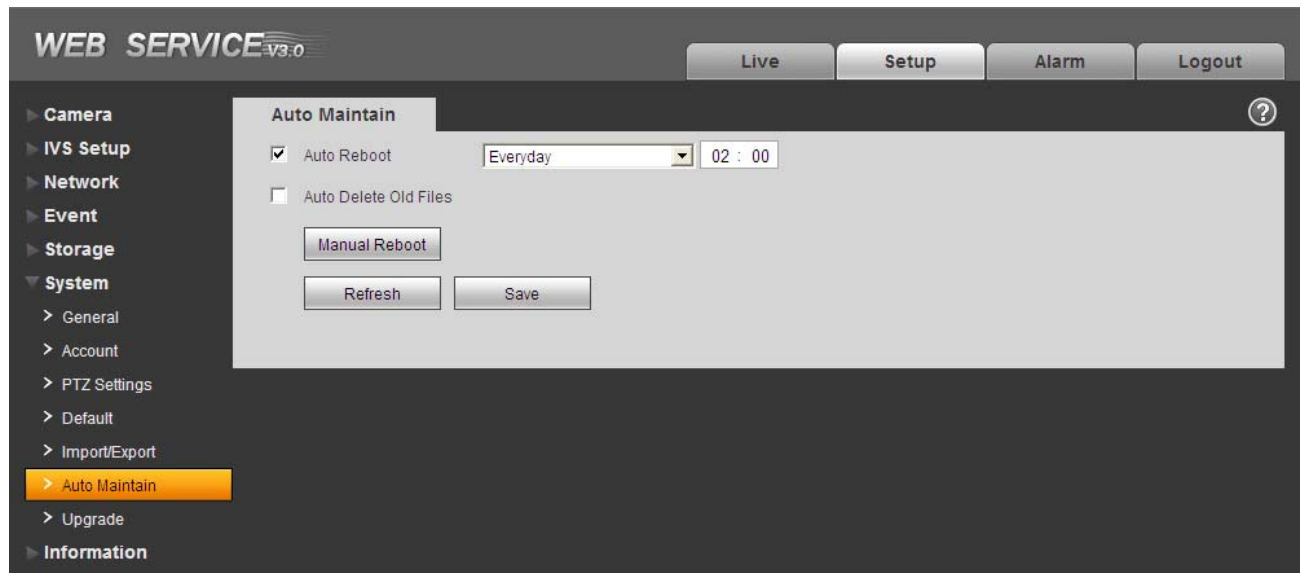 WEB SERVICE V3.0
Live
Setup
Alarm
Logout
Camera
IVS Setup
Network
Event
Storage
System
> General
> Account
> PTZ Settings
> Default
> Import/Export
> Auto Maintain
> Upgrade
Information
Auto Maintain
?
Auto Reboot Everyday 02 : 00
Auto Delete Old Files
Manual Reboot
Refresh Save